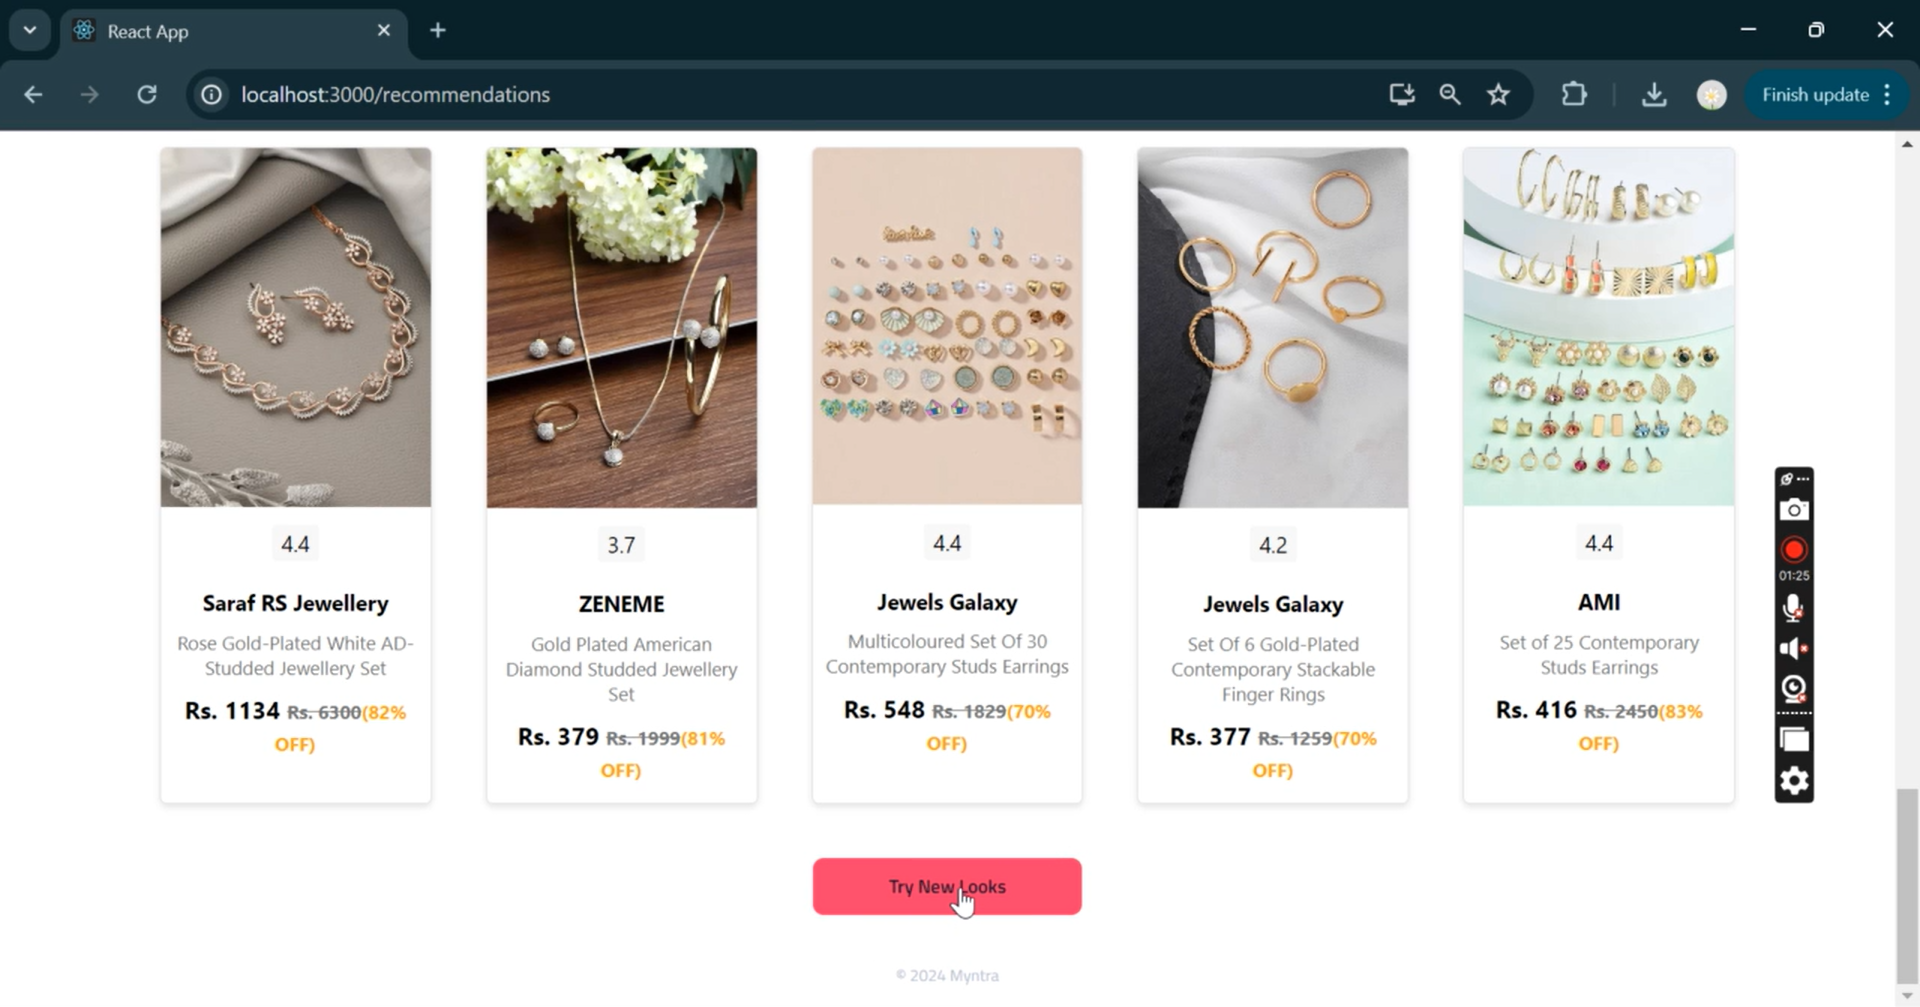 React App
localhost:3000/recommendations
Finish update
4.4
Saraf RS Jewellery
Rose Gold-Plated White AD-
Studded Jewellery Set
Rs. 1134 Rs. 6300(82%
OFF)
3.7
ZENEME
Gold Plated American
Diamond Studded Jewellery
Set
Rs. 379 Rs. 1999(81%
OFF)
4.4
Jewels Galaxy
Multicoloured Set Of 30
Contemporary Studs Earrings
Rs. 548 Rs. 1829(70%
OFF)
4.2
Jewels Galaxy
Set Of 6 Gold-Plated
Contemporary Stackable
Finger Rings
Rs. 377 Rs. 1259(70%
OFF)
4.4
AMI
Set of 25 Contemporary
Studs Earrings
Rs. 416 Rs. 2450(83%
OFF)
01:25
Try New Looks
© 2024 Myntra